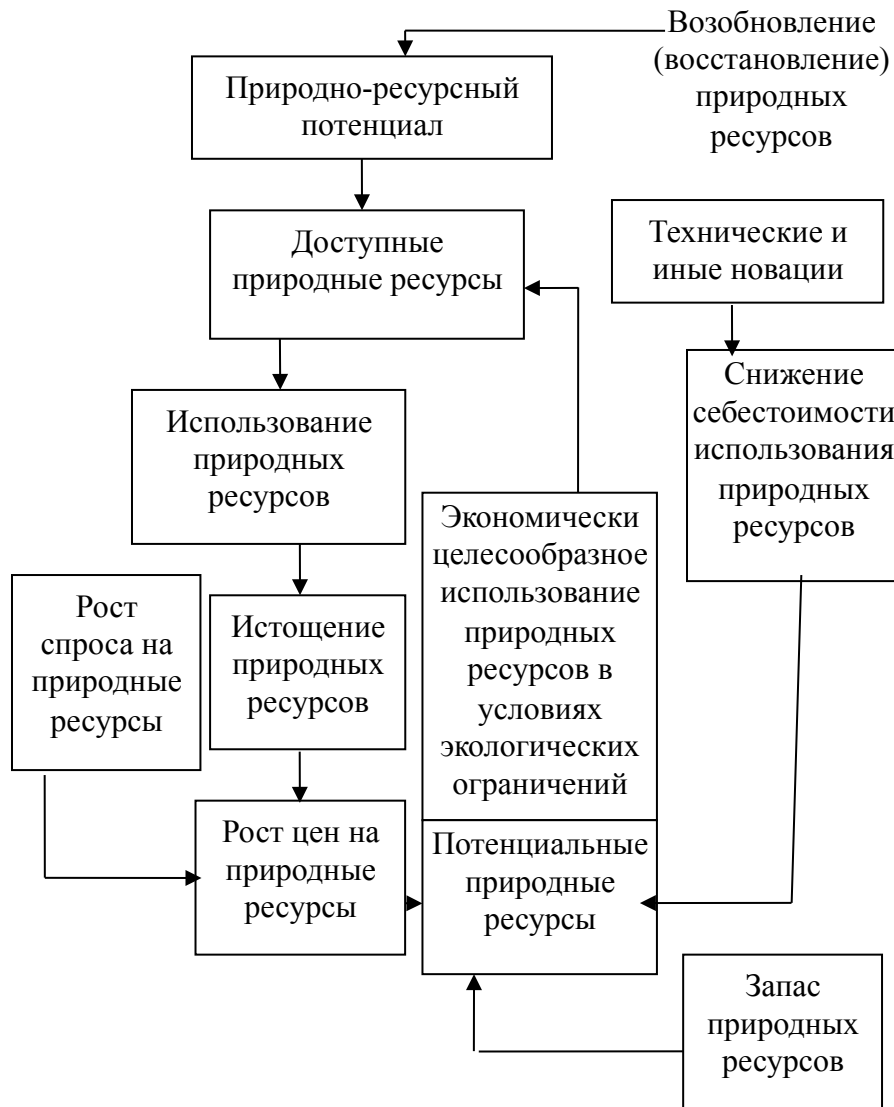 Возобновление
(восстановление)
природных
ресурсов
Природно-ресурсный
потенциал
Доступные
природные ресурсы
Технические и
иные новации
Снижение
себестоимости
использования
природных
ресурсов
Использование
природных
ресурсов
Экономически
целесообразное
использование
природных
ресурсов в
условиях
экологических
ограничений
Рост
спроса на
природные
ресурсы
Истощение
природных
ресурсов
Рост цен на
природные
ресурсы
Потенциальные
природные
ресурсы
Запас
природных
ресурсов